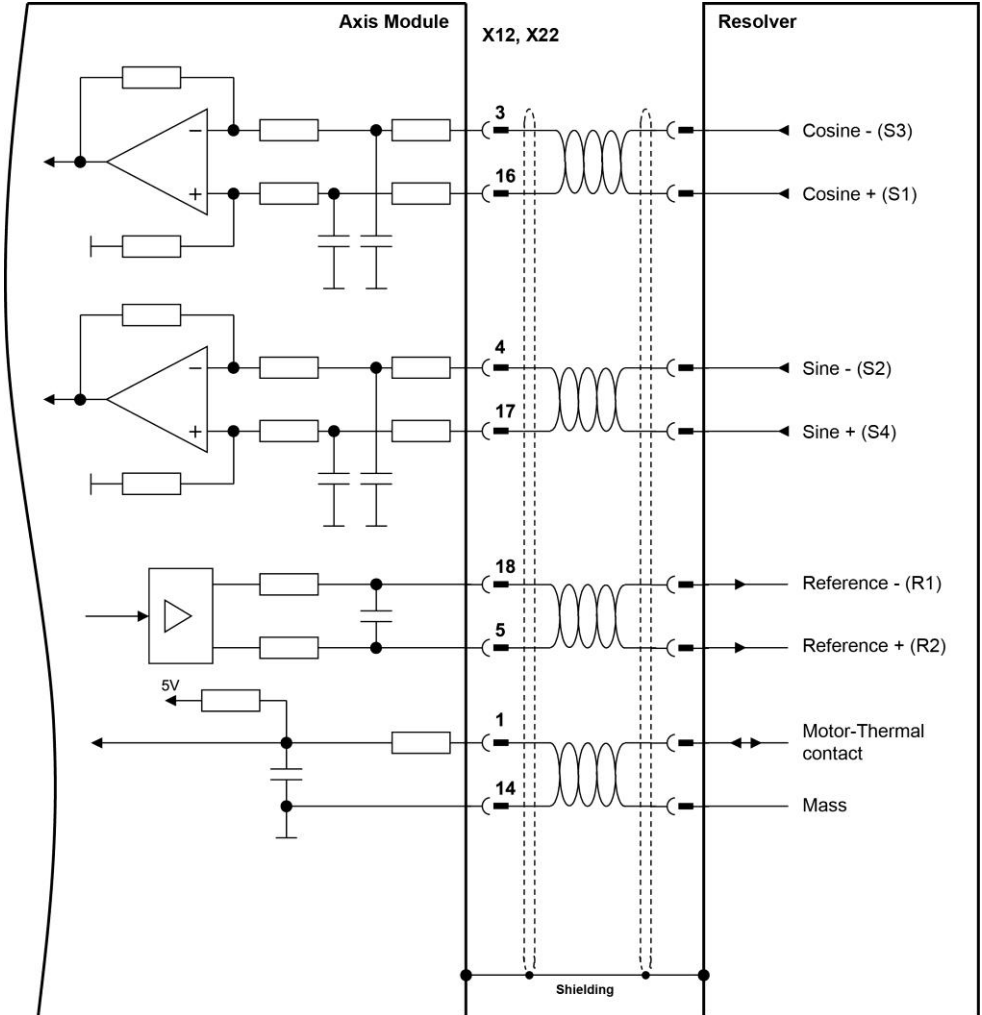 Axis Module
X12, X22
Resolver
3
Cosine - (S3)
16
Cosine + (S1)
4
Sine - (S2)
17
Sine + (S4)
18
Reference - (R1)
5
Reference + (R2)
5V
1
Motor-Thermal
contact
14
Mass
Shielding